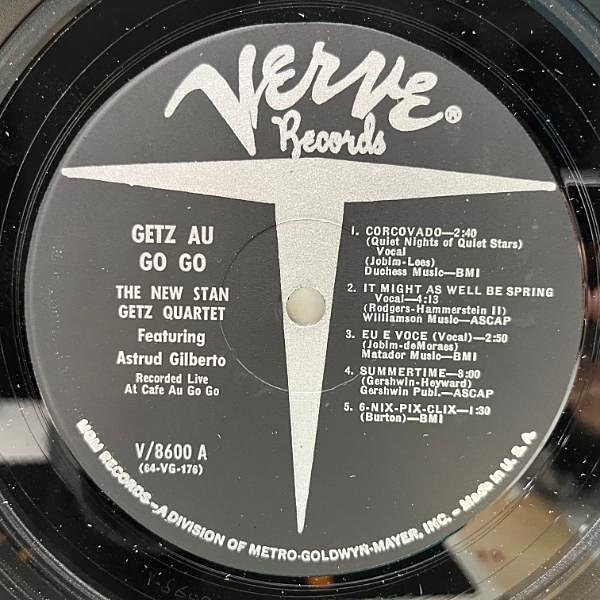 Verve®
Records
GETZ AU
GO GO
THE NEW STAN
GETZ QUARTET
Featuring
Astrud Gilberto
Recorded Live
At Cafe Au Go Go
V/8600 A
(64-VG-176)
1. CORCOVADO—2:40
(Quiet Nights of Quiet Stars)
Vocal
(Jobim-Lees)
Duchess Music—BMI
2. IT MIGHT AS WELL BE SPRING
Vocal—4:13
(Rodgers-Hammerstein II)
Williamson Music—ASCAP
3. EU E VOCE (Vocal)—2:50
(Jobim-deMoraes)
Matador Music—BMI
4. SUMMERTIME—8:00
(Gershwin-Heyward)
Gershwin Publ.—ASCAP
5. 6-NIX-PIX-CLIX—1:30
(Burton)—BMI
MGM RECORDS—A DIVISION OF METRO-GOLDWYN-MAYER, INC. – Made in U. S. A.